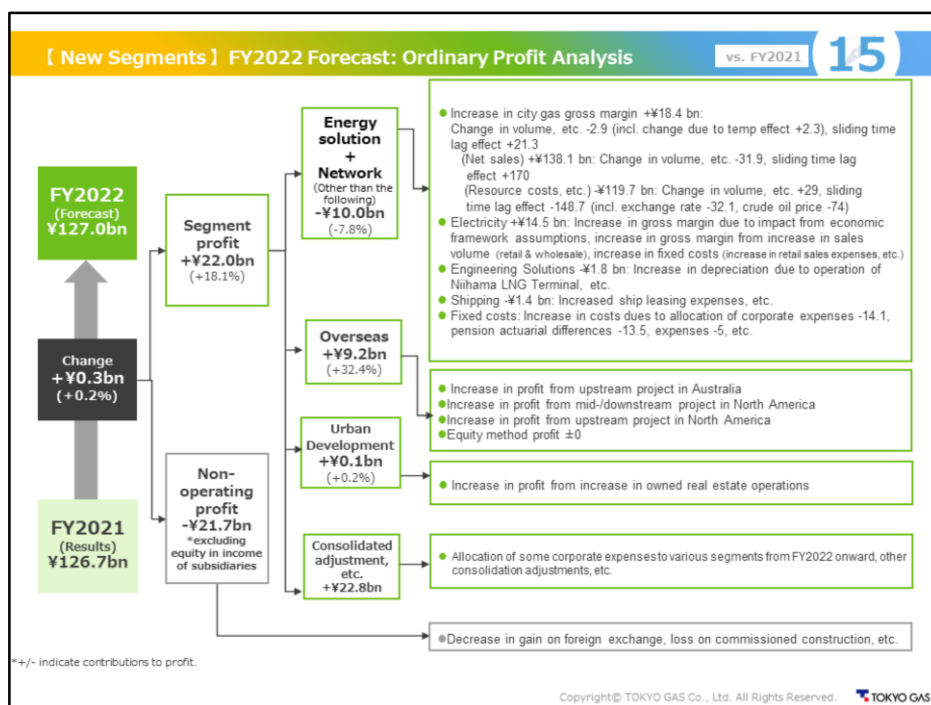 【 New Segments 】 FY2022 Forecast: Ordinary Profit Analysis
vs. FY2021
15
FY2022
(Forecast)
¥127.0bn
Change
+¥0.3bn
(+0.2%)
FY2021
(Results)
¥126.7bn
Segment
profit
+¥22.0bn
(+18.1%)
Non-
operating
profit
-¥21.7bn
*excluding
equity in income
of subsidiaries
Energy
solution
+
Network
(Other than the
following)
-¥10.0bn
(-7.8%)
Overseas
+¥9.2bn
(+32.4%)
Urban
Development
+¥0.1bn
(+0.2%)
Consolidated
adjustment,
etc.
+¥22.8bn
● Increase in city gas gross margin +¥18.4 bn:
Change in volume, etc. -2.9 (incl. change due to temp effect +2.3), sliding time
lag effect +21.3
(Net sales) +¥138.1 bn: Change in volume, etc. -31.9, sliding time lag
effect +170
(Resource costs, etc.) -¥119.7 bn: Change in volume, etc. +29, sliding
time lag effect -148.7 (incl. exchange rate -32.1, crude oil price -74)
● Electricity +¥14.5 bn: Increase in gross margin due to impact from economic
framework assumptions, increase in gross margin from increase in sales
volume (retail & wholesale), increase in fixed costs (increase in retail sales expenses, etc.)
● Engineering Solutions -¥1.8 bn: Increase in depreciation due to operation of
Niihama LNG Terminal, etc.
● Shipping -¥1.4 bn: Increased ship leasing expenses, etc.
● Fixed costs: Increase in costs dues to allocation of corporate expenses -14.1,
pension actuarial differences -13.5, expenses -5, etc.
● Increase in profit from upstream project in Australia
●Increase in profit from mid-/downstream project in North America
●Increase in profit from upstream project in North America
●Equity method profit ±0
● Increase in profit from increase in owned real estate operations
● Allocation of some corporate expenses to various segments from FY2022 onward, other
consolidation adjustments, etc.
●Decrease in gain on foreign exchange, loss on commissioned construction, etc.
*+/- indicate contributions to profit.
Copyright© TOKYO GAS Co., Ltd. All Rights Reserved.
TOKYO GAS